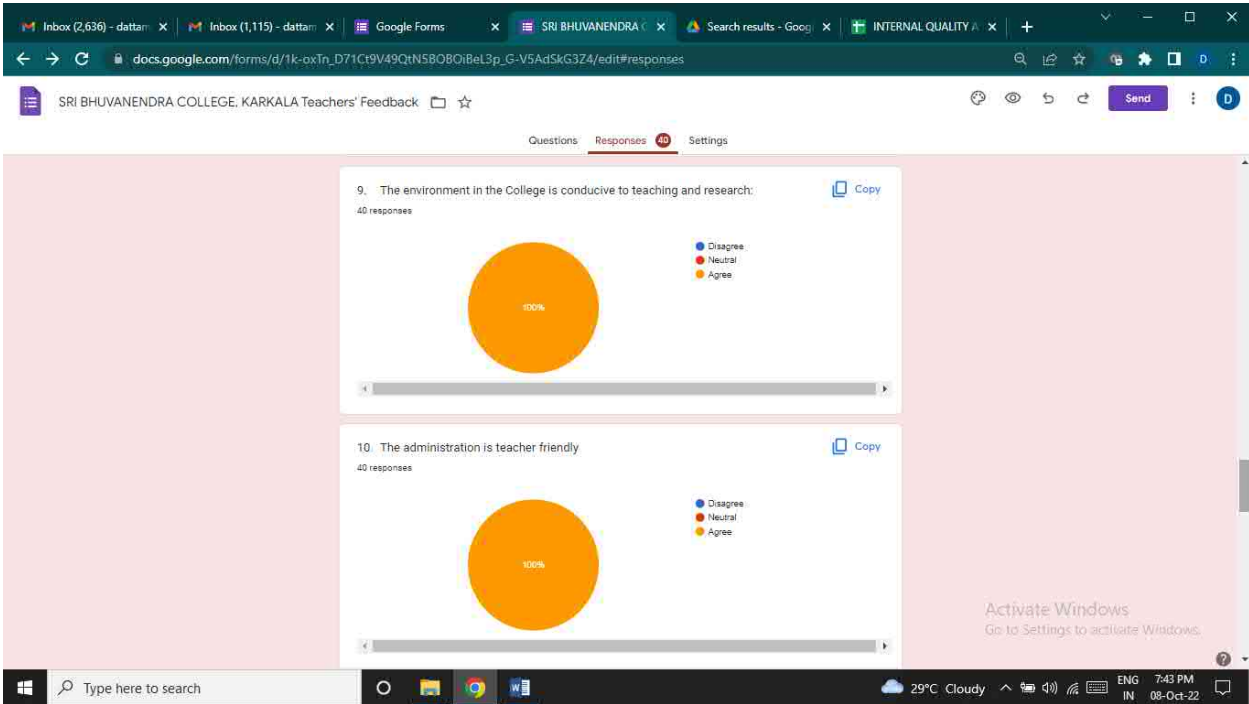 Inbox (2,636) - dattam
Inbox (1,115) - dattam
Google Forms
SRI BHUVANENDRA C
Search results - Goog
INTERNAL QUALITY A
docs.google.com/forms/d/1k-oxTn_D71Ct9V49QtN5BOBOiBeL3p_G-V5AdSkG3Z4/edit#responses
D
SRI BHUVANENDRA COLLEGE, KARKALA Teachers' Feedback
Send
D
Questions Responses 40 Settings
9. The environment in the College is conducive to teaching and research:
Copy
40 responses
Disagree
Neutral
Agree
100%
10. The administration is teacher friendly
Copy
40 responses
Disagree
Neutral
Agree
100%
Activate Windows
Go to Settings to activate Windows.
Type here to search
29°C Cloudy
ENG
IN
7:43 PM
08-Oct-22